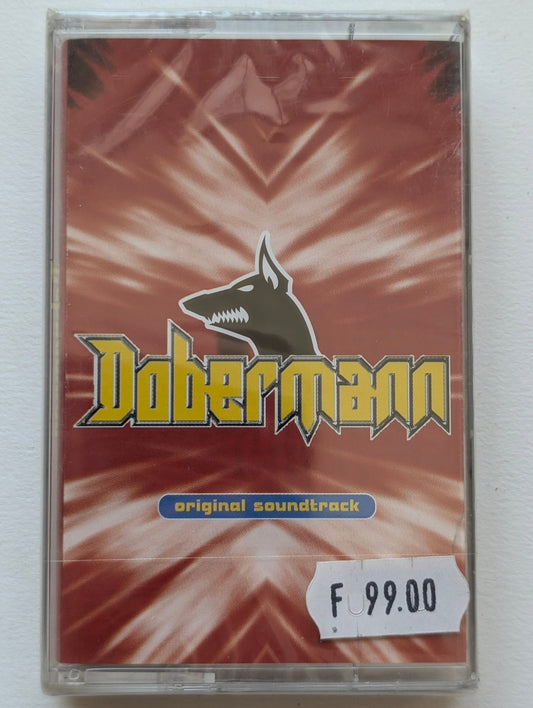 Dobermann
original soundtrack
F 99.00